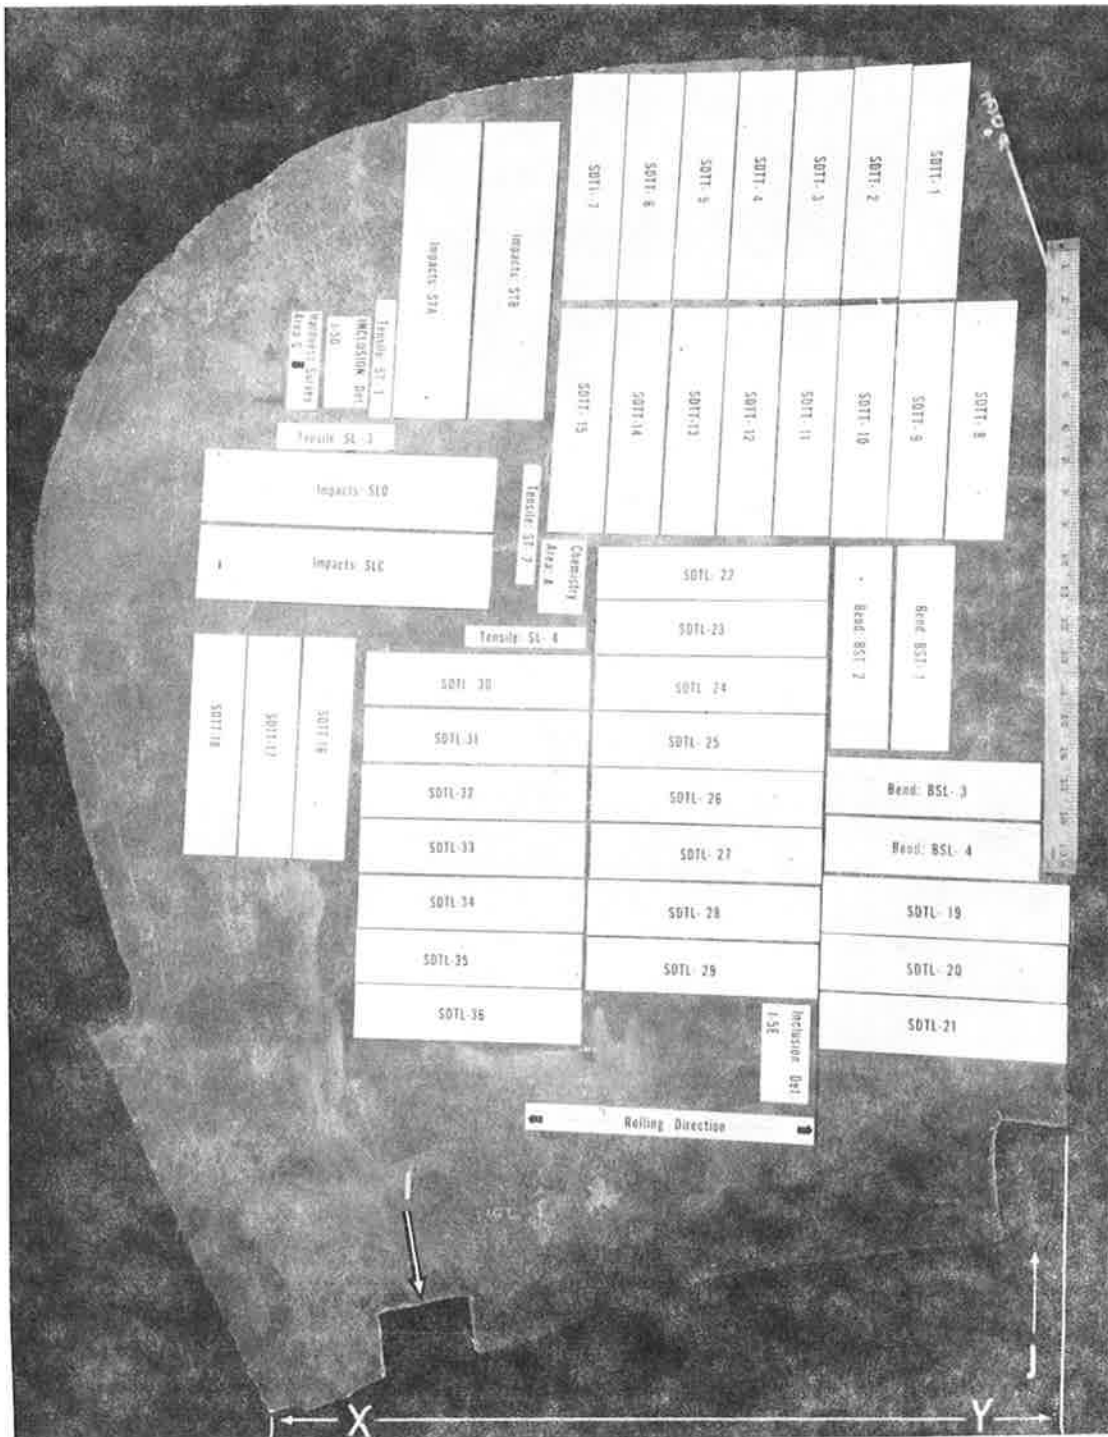 SDTT-7
SDTT-6
SDTT-5
SDTT-4
SDTT-3
SDTT-2
SDTT-1
Impacts: STA
Impacts: STB
Tensile: ST-1
INCLUSION Det
J-5D
Hardness Survey
Area: G
SDTT-15
SDTT-14
SDTT-13
SDTT-12
SDTT-11
SDTT-10
SDTT-9
SDTT-8
Tensile SL-3
Impacts: SLD
Impacts: SLC
Tensile: ST-2
Chemistry
Area: A
Tensile: SL-4
SDTL-22
SDTL-23
SDTL-24
SDTL-25
SDTL-26
SDTL-27
SDTL-28
SDTL-29
Bend: BST-2
Bend: BST-1
Bend: BSL-3
Bend: BSL-4
SDTT-18
SDTT-17
SDTT-16
SDTL-30
SDTL-31
SDTL-32
SDTL-33
SDTL-34
SDTL-35
SDTL-36
SDTL-19
SDTL-20
SDTL-21
Inclusion Det
J-5E
Rolling Direction
I
J
X
Y